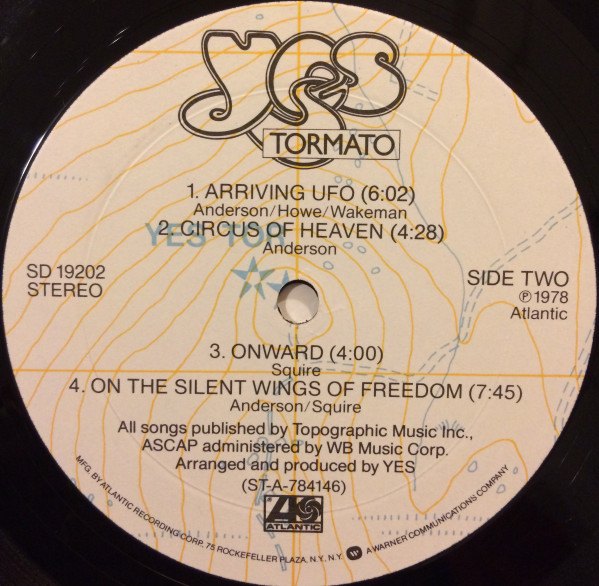 YES
TORMATO
1. ARRIVING UFO (6:02)
Anderson/Howe/Wakeman
YES TOR
2. CIRCUS OF HEAVEN (4:28)
Anderson
SD 19202
STEREO
SIDE TWO
℗1978
Atlantic
3. ONWARD (4:00)
Squire
4. ON THE SILENT WINGS OF FREEDOM (7:45)
Anderson/Squire
All songs published by Topographic Music Inc.,
ASCAP administered by WB Music Corp.
Arranged and produced by YES
(ST-A-784146)
ATLANTIC
MFG. BY ATLANTIC RECORDING CORP. 75 ROCKEFELLER PLAZA, N.Y. N.Y. W A WARNER COMMUNICATIONS COMPANY